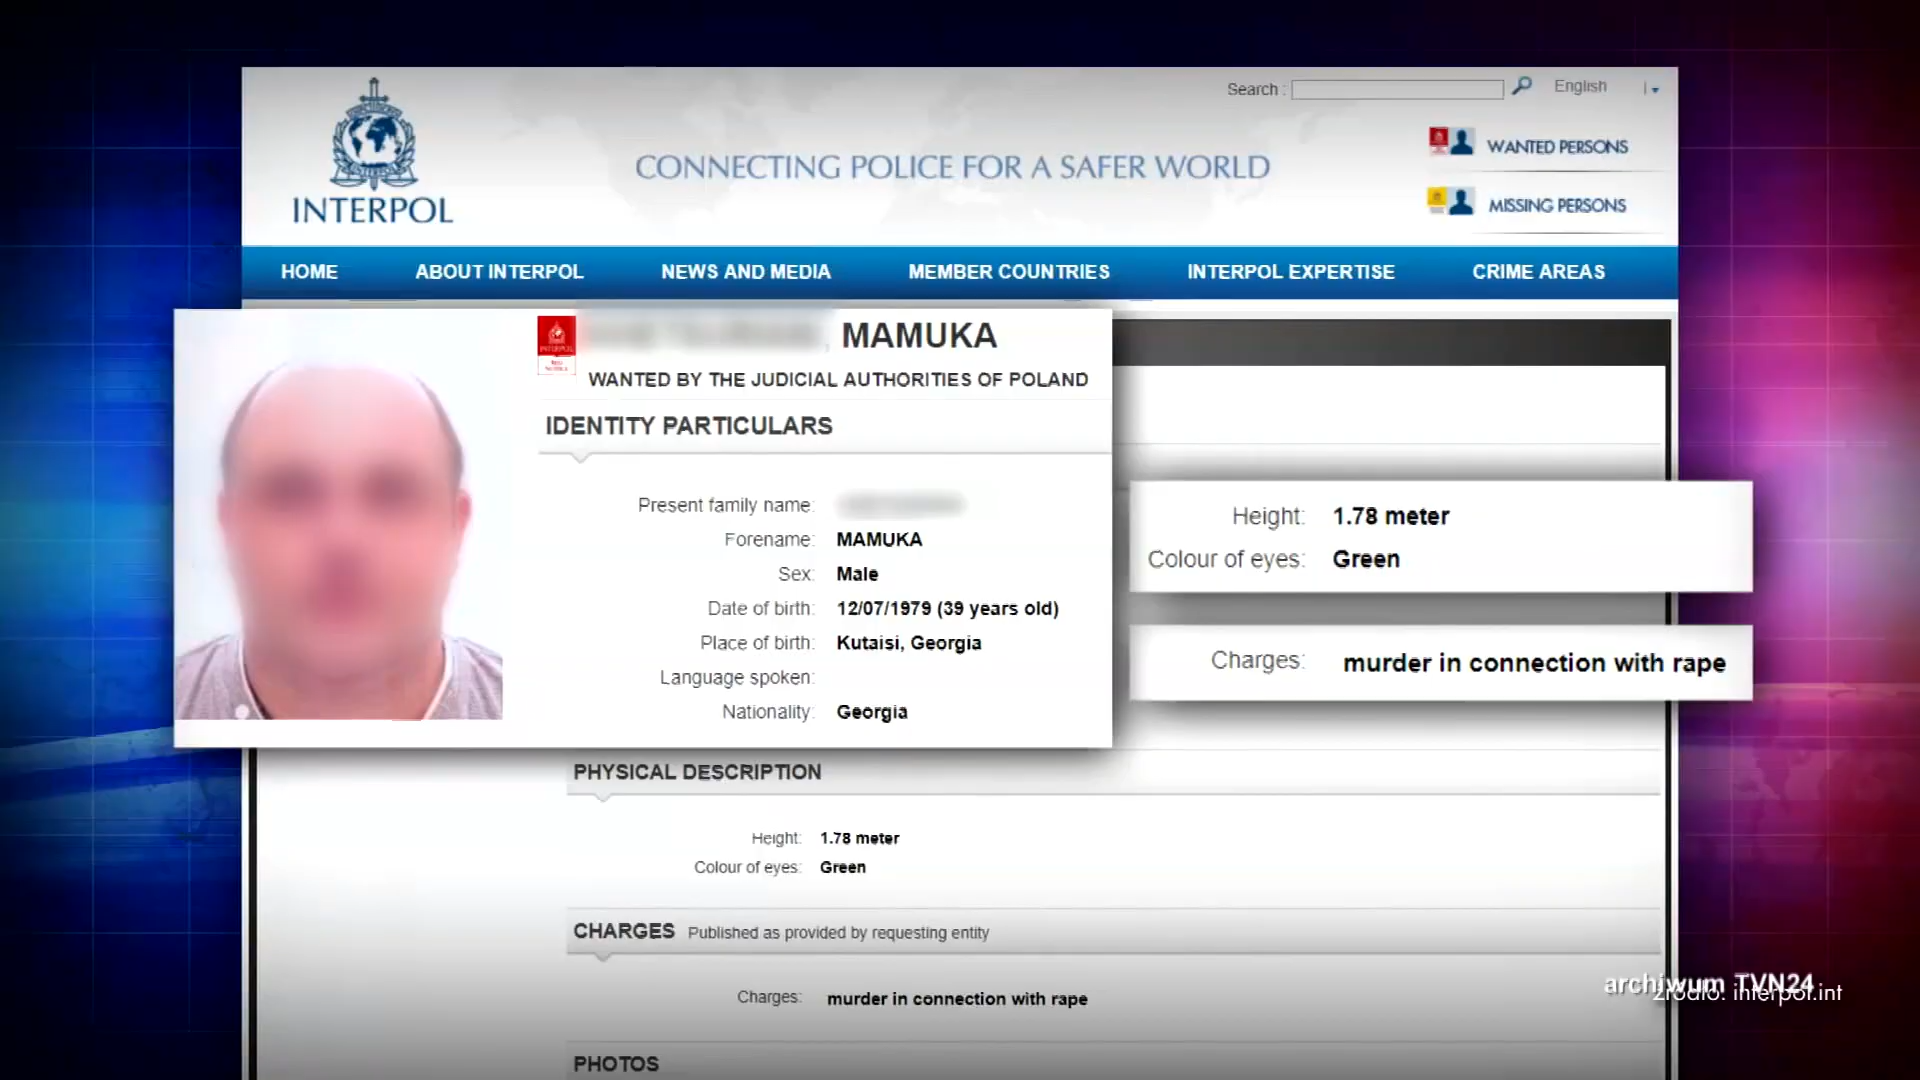 Search :
English
INTERPOL
CONNECTING POLICE FOR A SAFER WORLD
WANTED PERSONS
MISSING PERSONS
HOME ABOUT INTERPOL NEWS AND MEDIA MEMBER COUNTRIES INTERPOL EXPERTISE CRIME AREAS
, MAMUKA
WANTED BY THE JUDICIAL AUTHORITIES OF POLAND
IDENTITY PARTICULARS
Present family name:
Forename: MAMUKA
Sex: Male
Date of birth: 12/07/1979 (39 years old)
Place of birth: Kutaisi, Georgia
Language spoken:
Nationality: Georgia
Height: 1.78 meter
Colour of eyes: Green
Charges: murder in connection with rape
PHYSICAL DESCRIPTION
Height: 1.78 meter
Colour of eyes: Green
CHARGES Published as provided by requesting entity
Charges: murder in connection with rape
archiwum TVN24
źródło: interpol.int
PHOTOS